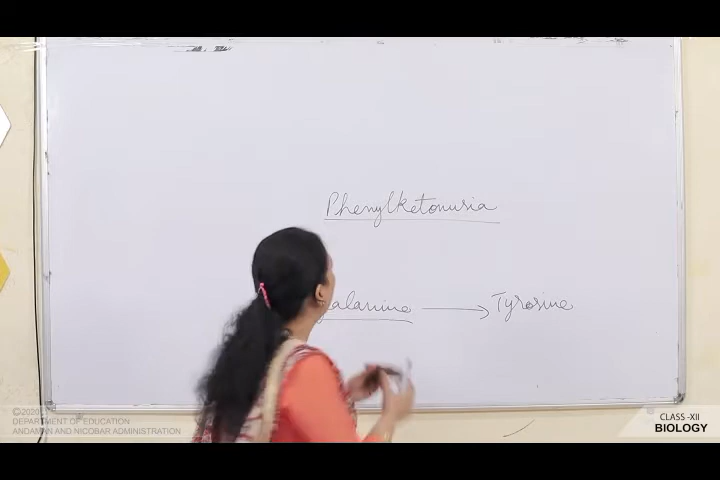 Phenylketonuria
alanine → Tyrosine
©2020
DEPARTMENT OF EDUCATION
ANDAMAN AND NICOBAR ADMINISTRATION
CLASS -XII
BIOLOGY